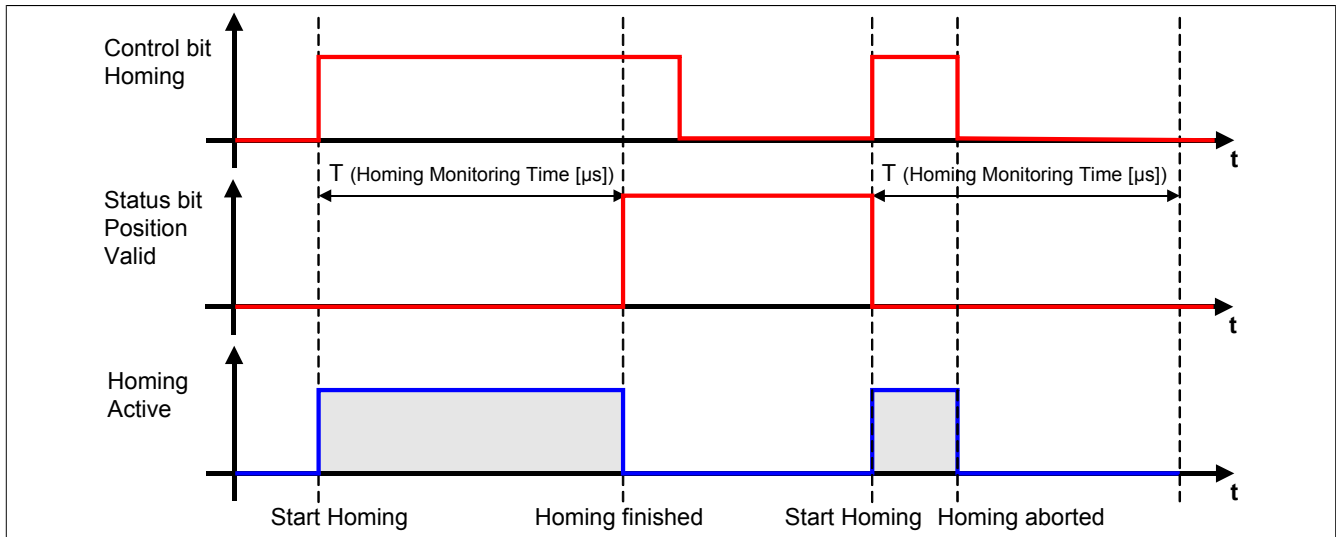 Control bit
Homing
t
T (Homing Monitoring Time [µs])
T (Homing Monitoring Time [µs])
Status bit
Position
Valid
t
Homing
Active
t
Start Homing
Homing finished
Start Homing
Homing aborted